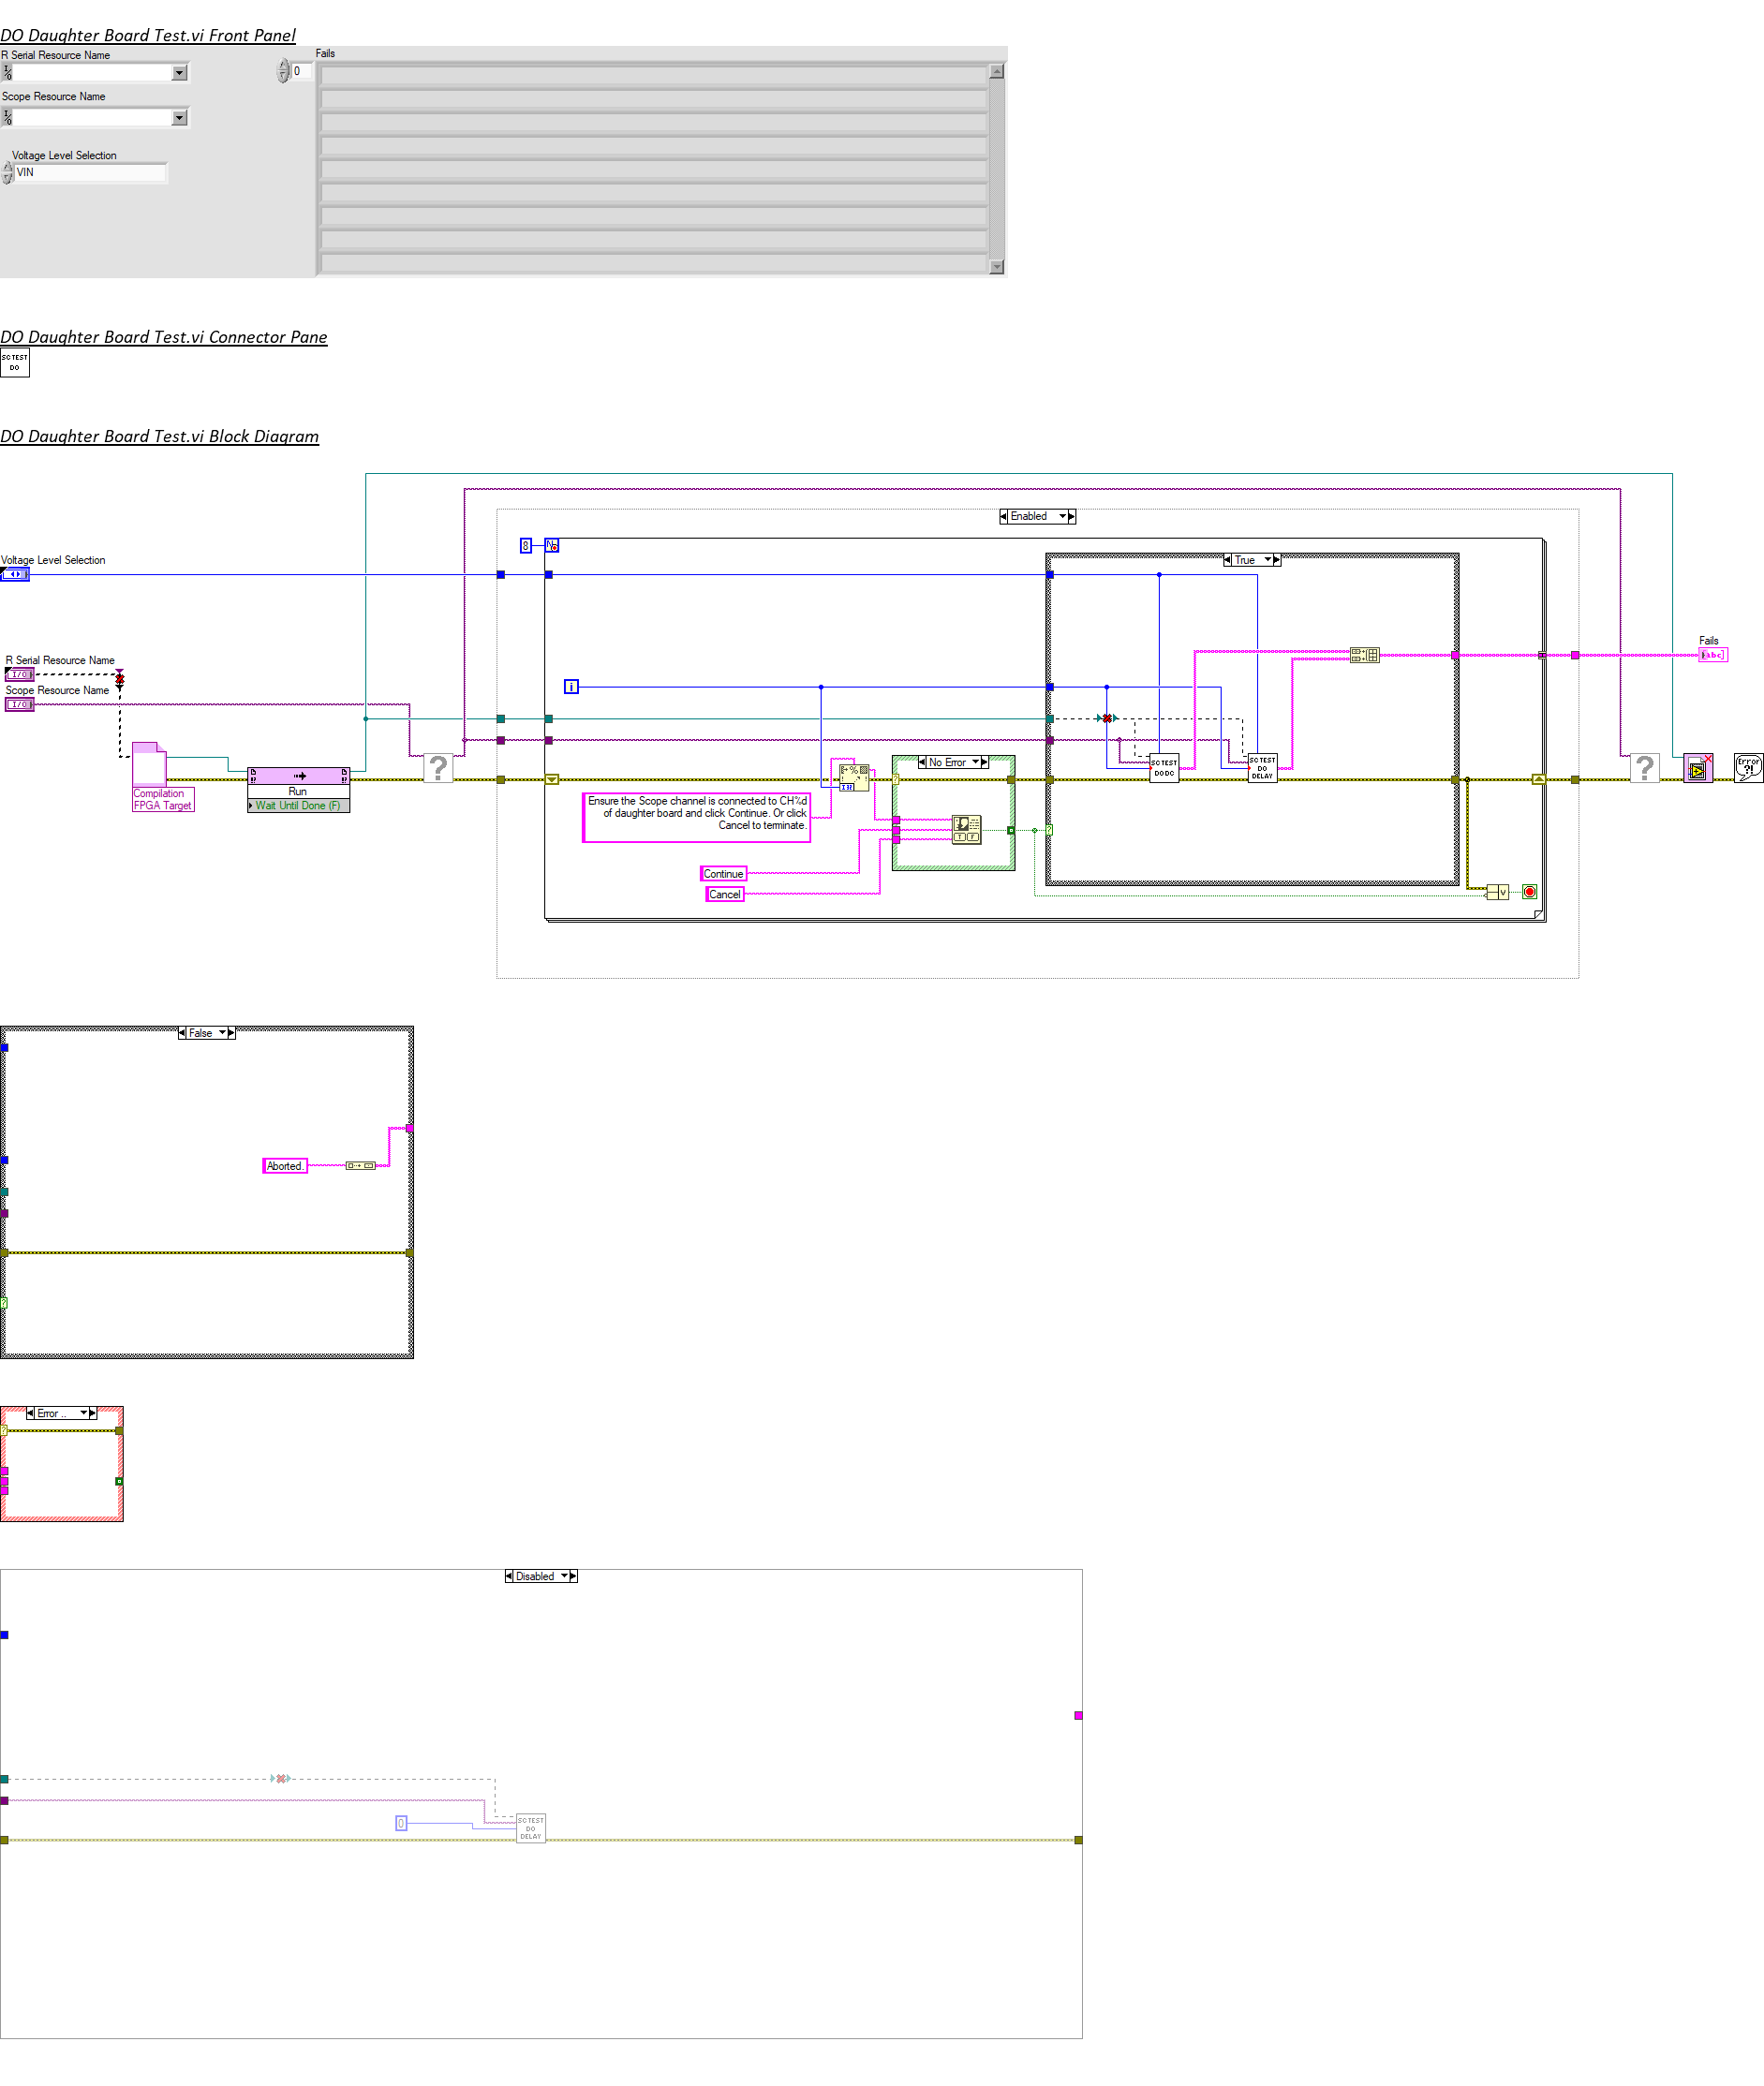 DO Daughter Board Test.vi Front Panel
R Serial Resource Name
Fails
0
Scope Resource Name
Voltage Level Selection
VIN
DO Daughter Board Test.vi Connector Pane
SC TEST
DO
DO Daughter Board Test.vi Block Diagram
Enabled
8
N
Voltage Level Selection
True
R Serial Resource Name
I/O
Scope Resource Name
I/O
Fails
abc
i
Compilation
FPGA Target
Run
Wait Until Done (F)
?
No Error
Ensure the Scope channel is connected to CH%d
of daughter board and click Continue. Or click
Cancel to terminate.
Continue
Cancel
SC TEST
DO DC
SC TEST
DO
DELAY
?
Error
?!
False
Aborted.
Error ..
Disabled
0
SC TEST
DO
DELAY